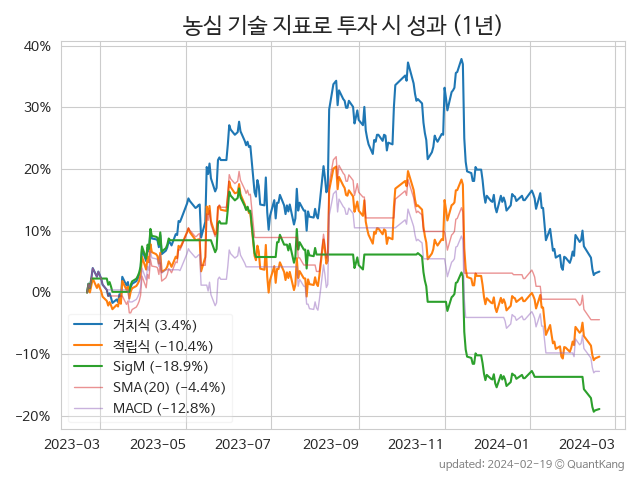 농심 기술 지표로 투자 시 성과 (1년)
40%
30%
20%
10%
0%
−10%
−20%
거치식 (3.4%)
적립식 (−10.4%)
SigM (−18.9%)
SMA(20) (−4.4%)
MACD (−12.8%)
2023-03 2023-05 2023-07 2023-09 2023-11 2024-01 2024-03
updated: 2024-02-19 ⓒ QuantKang